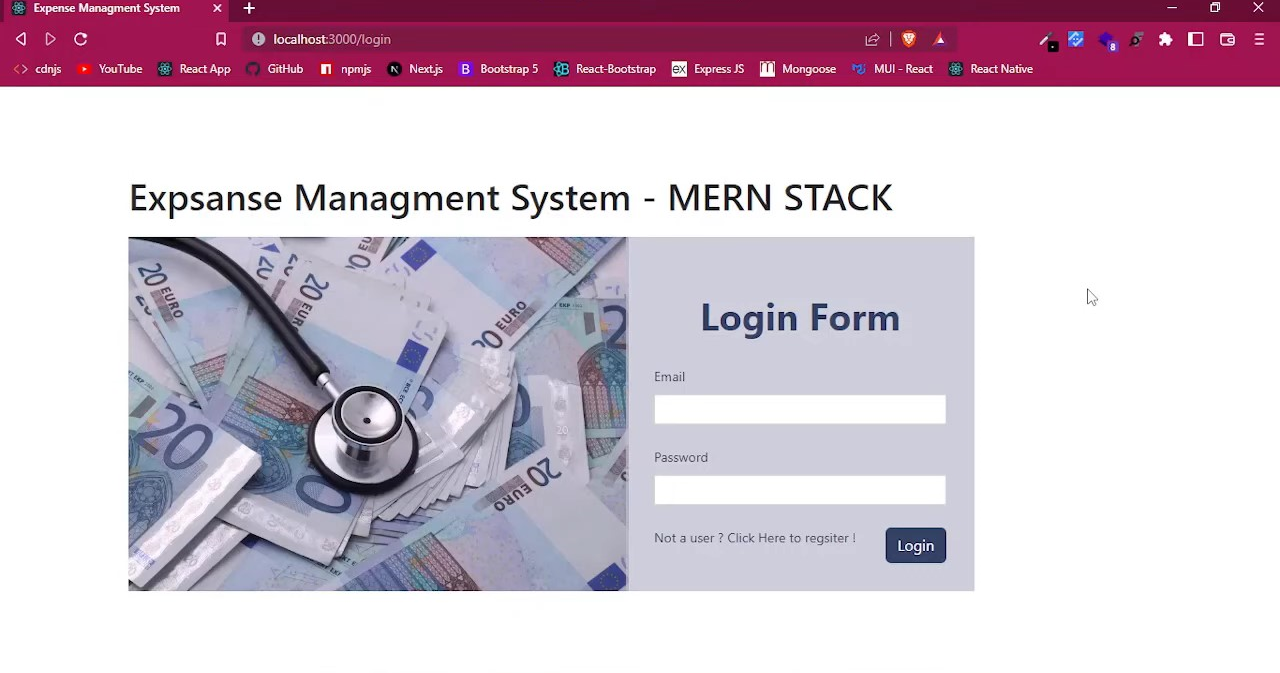 Expense Managment System
localhost:3000/login
8
cdnjs YouTube React App GitHub npmjs Next.js Bootstrap 5 React-Bootstrap Express JS Mongoose MUI - React React Native
Expsanse Managment System - MERN STACK
Login Form
Email
Password
Not a user ? Click Here to regsiter !
Login
20 EURO
20
20 EURO
EURO
20
20 EURO